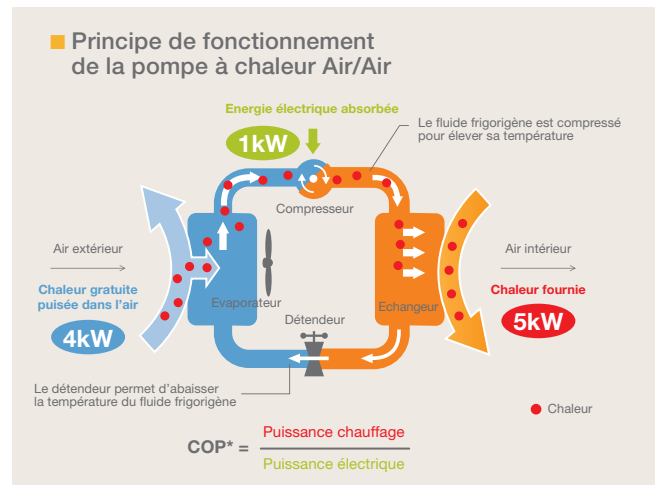 Principe de fonctionnement
de la pompe à chaleur Air/Air
Energie électrique absorbée
1kW
Le fluide frigorigène est compressé
pour élever sa température
Compresseur
Air extérieur
Air intérieur
Chaleur gratuite
puisée dans l'air
4kW
Evaporateur
Détendeur
Echangeur
Chaleur fournie
5kW
Le détendeur permet d'abaisser
la température du fluide frigorigène
Chaleur
COP* =
Puissance chauffage
Puissance électrique